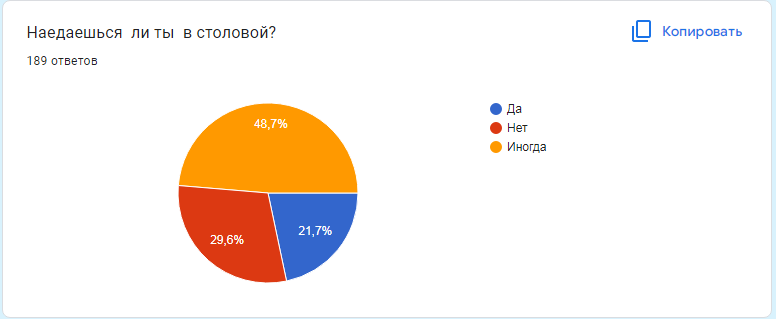 Наедаешься  ли ты  в столовой?
Копировать
189 ответов
48,7%
29,6%
21,7%
Да
Нет
Иногда